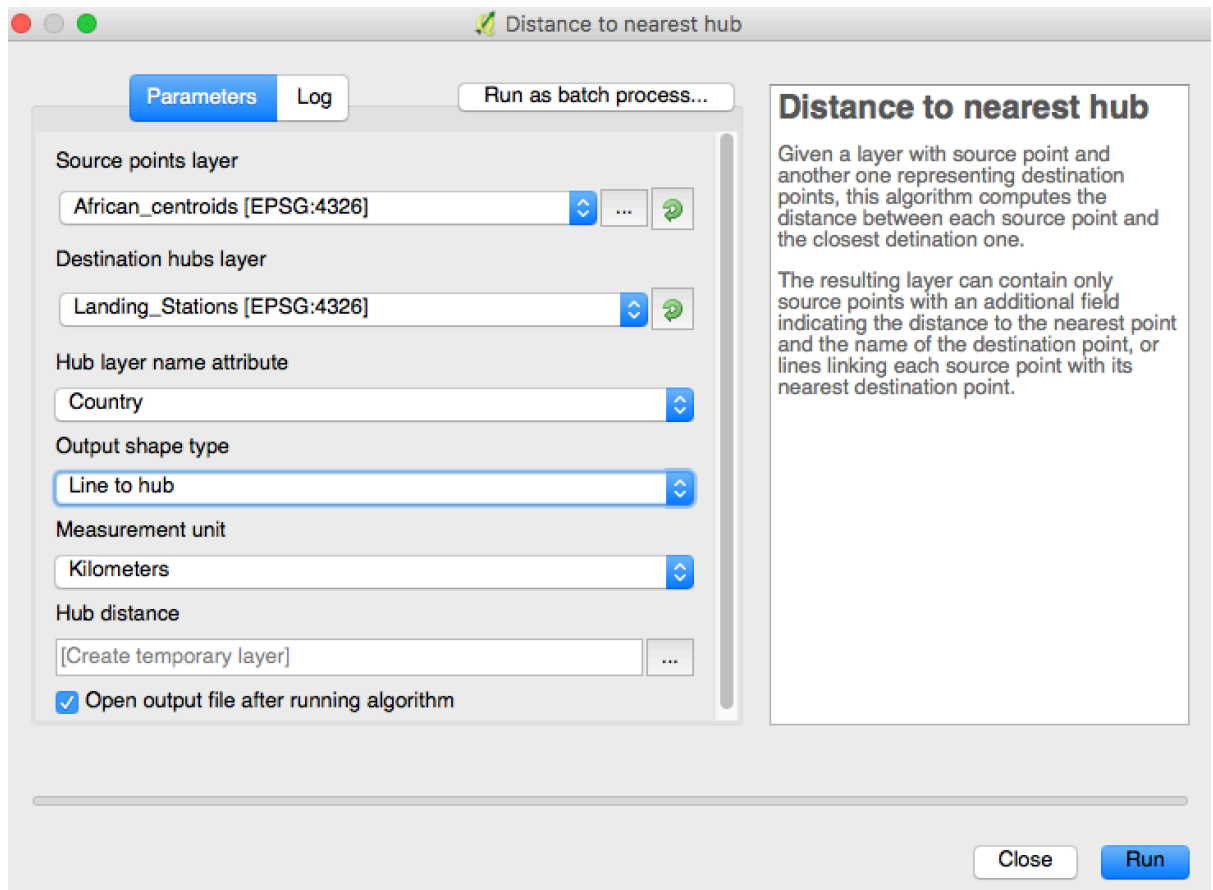 Distance to nearest hub
Parameters
Log
Run as batch process...
Source points layer
African_centroids [EPSG:4326]
...
Destination hubs layer
Landing_Stations [EPSG:4326]
Hub layer name attribute
Country
Output shape type
Line to hub
Measurement unit
Kilometers
Hub distance
[Create temporary layer]
...
Open output file after running algorithm
Distance to nearest hub
Given a layer with source point and
another one representing destination
points, this algorithm computes the
distance between each source point and
the closest detination one.
The resulting layer can contain only
source points with an additional field
indicating the distance to the nearest point
and the name of the destination point, or
lines linking each source point with its
nearest destination point.
Close
Run